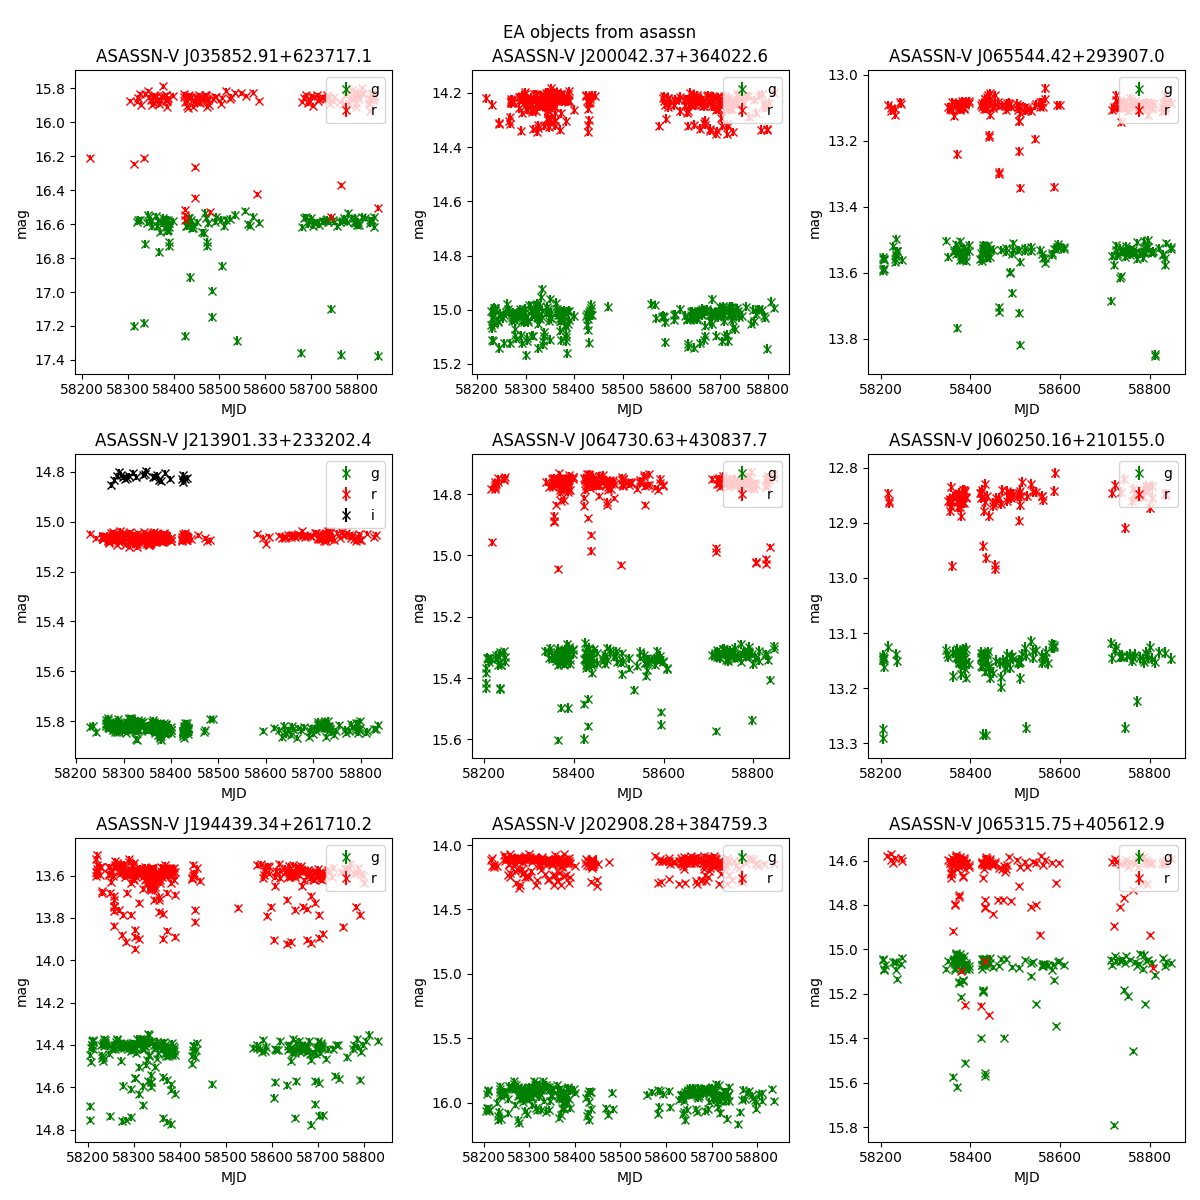 EA objects from asassn
ASASSN-V J035852.91+623717.1
15.8
16.0
16.2
16.4
16.6
16.8
17.0
17.2
17.4
mag
58200 58300 58400 58500 58600 58700 58800
MJD
g
r
ASASSN-V J200042.37+364022.6
14.2
14.4
14.6
14.8
15.0
15.2
mag
58200 58300 58400 58500 58600 58700 58800
MJD
g
r
ASASSN-V J065544.42+293907.0
13.0
13.2
13.4
13.6
13.8
mag
58200 58400 58600 58800
MJD
g
r
ASASSN-V J213901.33+233202.4
14.8
15.0
15.2
15.4
15.6
15.8
mag
58200 58300 58400 58500 58600 58700 58800
MJD
g
r
i
ASASSN-V J064730.63+430837.7
14.8
15.0
15.2
15.4
15.6
mag
58200 58400 58600 58800
MJD
g
r
ASASSN-V J060250.16+210155.0
12.8
12.9
13.0
13.1
13.2
13.3
mag
58200 58400 58600 58800
MJD
g
r
ASASSN-V J194439.34+261710.2
13.6
13.8
14.0
14.2
14.4
14.6
14.8
mag
58200 58300 58400 58500 58600 58700 58800
MJD
g
r
ASASSN-V J202908.28+384759.3
14.0
14.5
15.0
15.5
16.0
mag
58200 58300 58400 58500 58600 58700 58800
MJD
g
r
ASASSN-V J065315.75+405612.9
14.6
14.8
15.0
15.2
15.4
15.6
15.8
mag
58200 58400 58600 58800
MJD
g
r